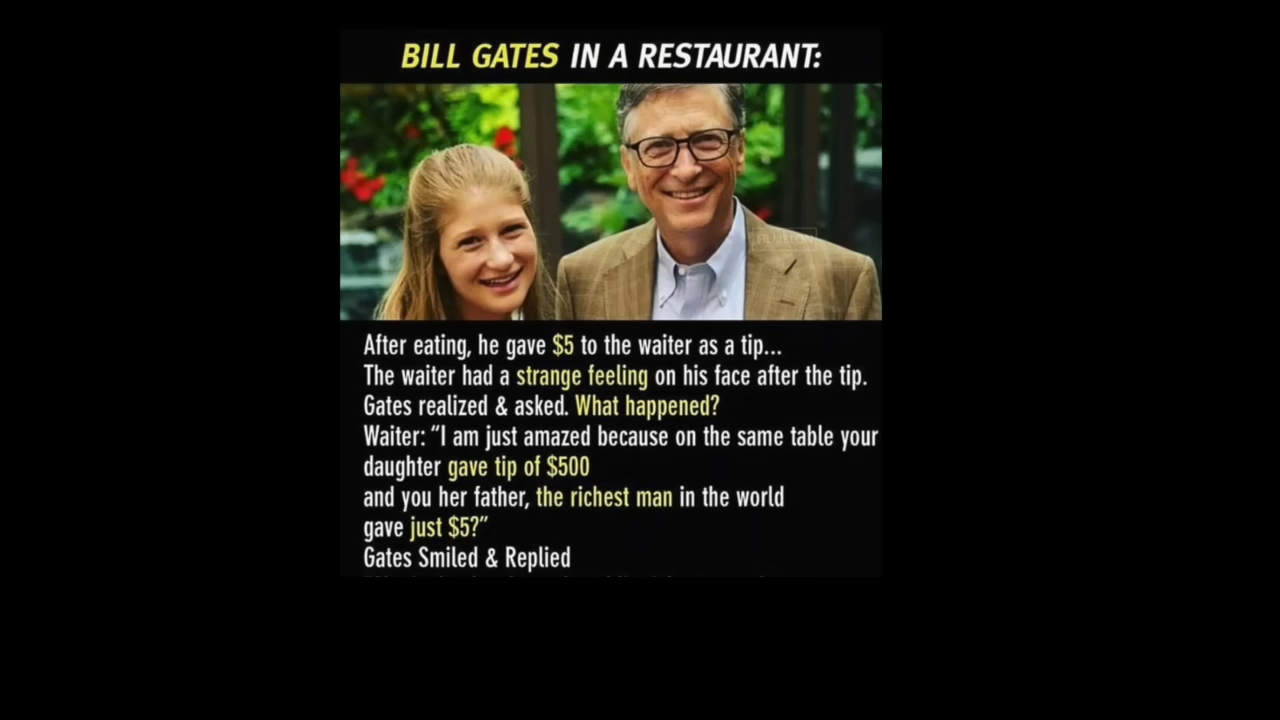 BILL GATES IN A RESTAURANT:
After eating, he gave $5 to the waiter as a tip...
The waiter had a strange feeling on his face after the tip.
Gates realized & asked. What happened?
Waiter: “I am just amazed because on the same table your
daughter gave tip of $500
and you her father, the richest man in the world
gave just $5?”
Gates Smiled & Replied